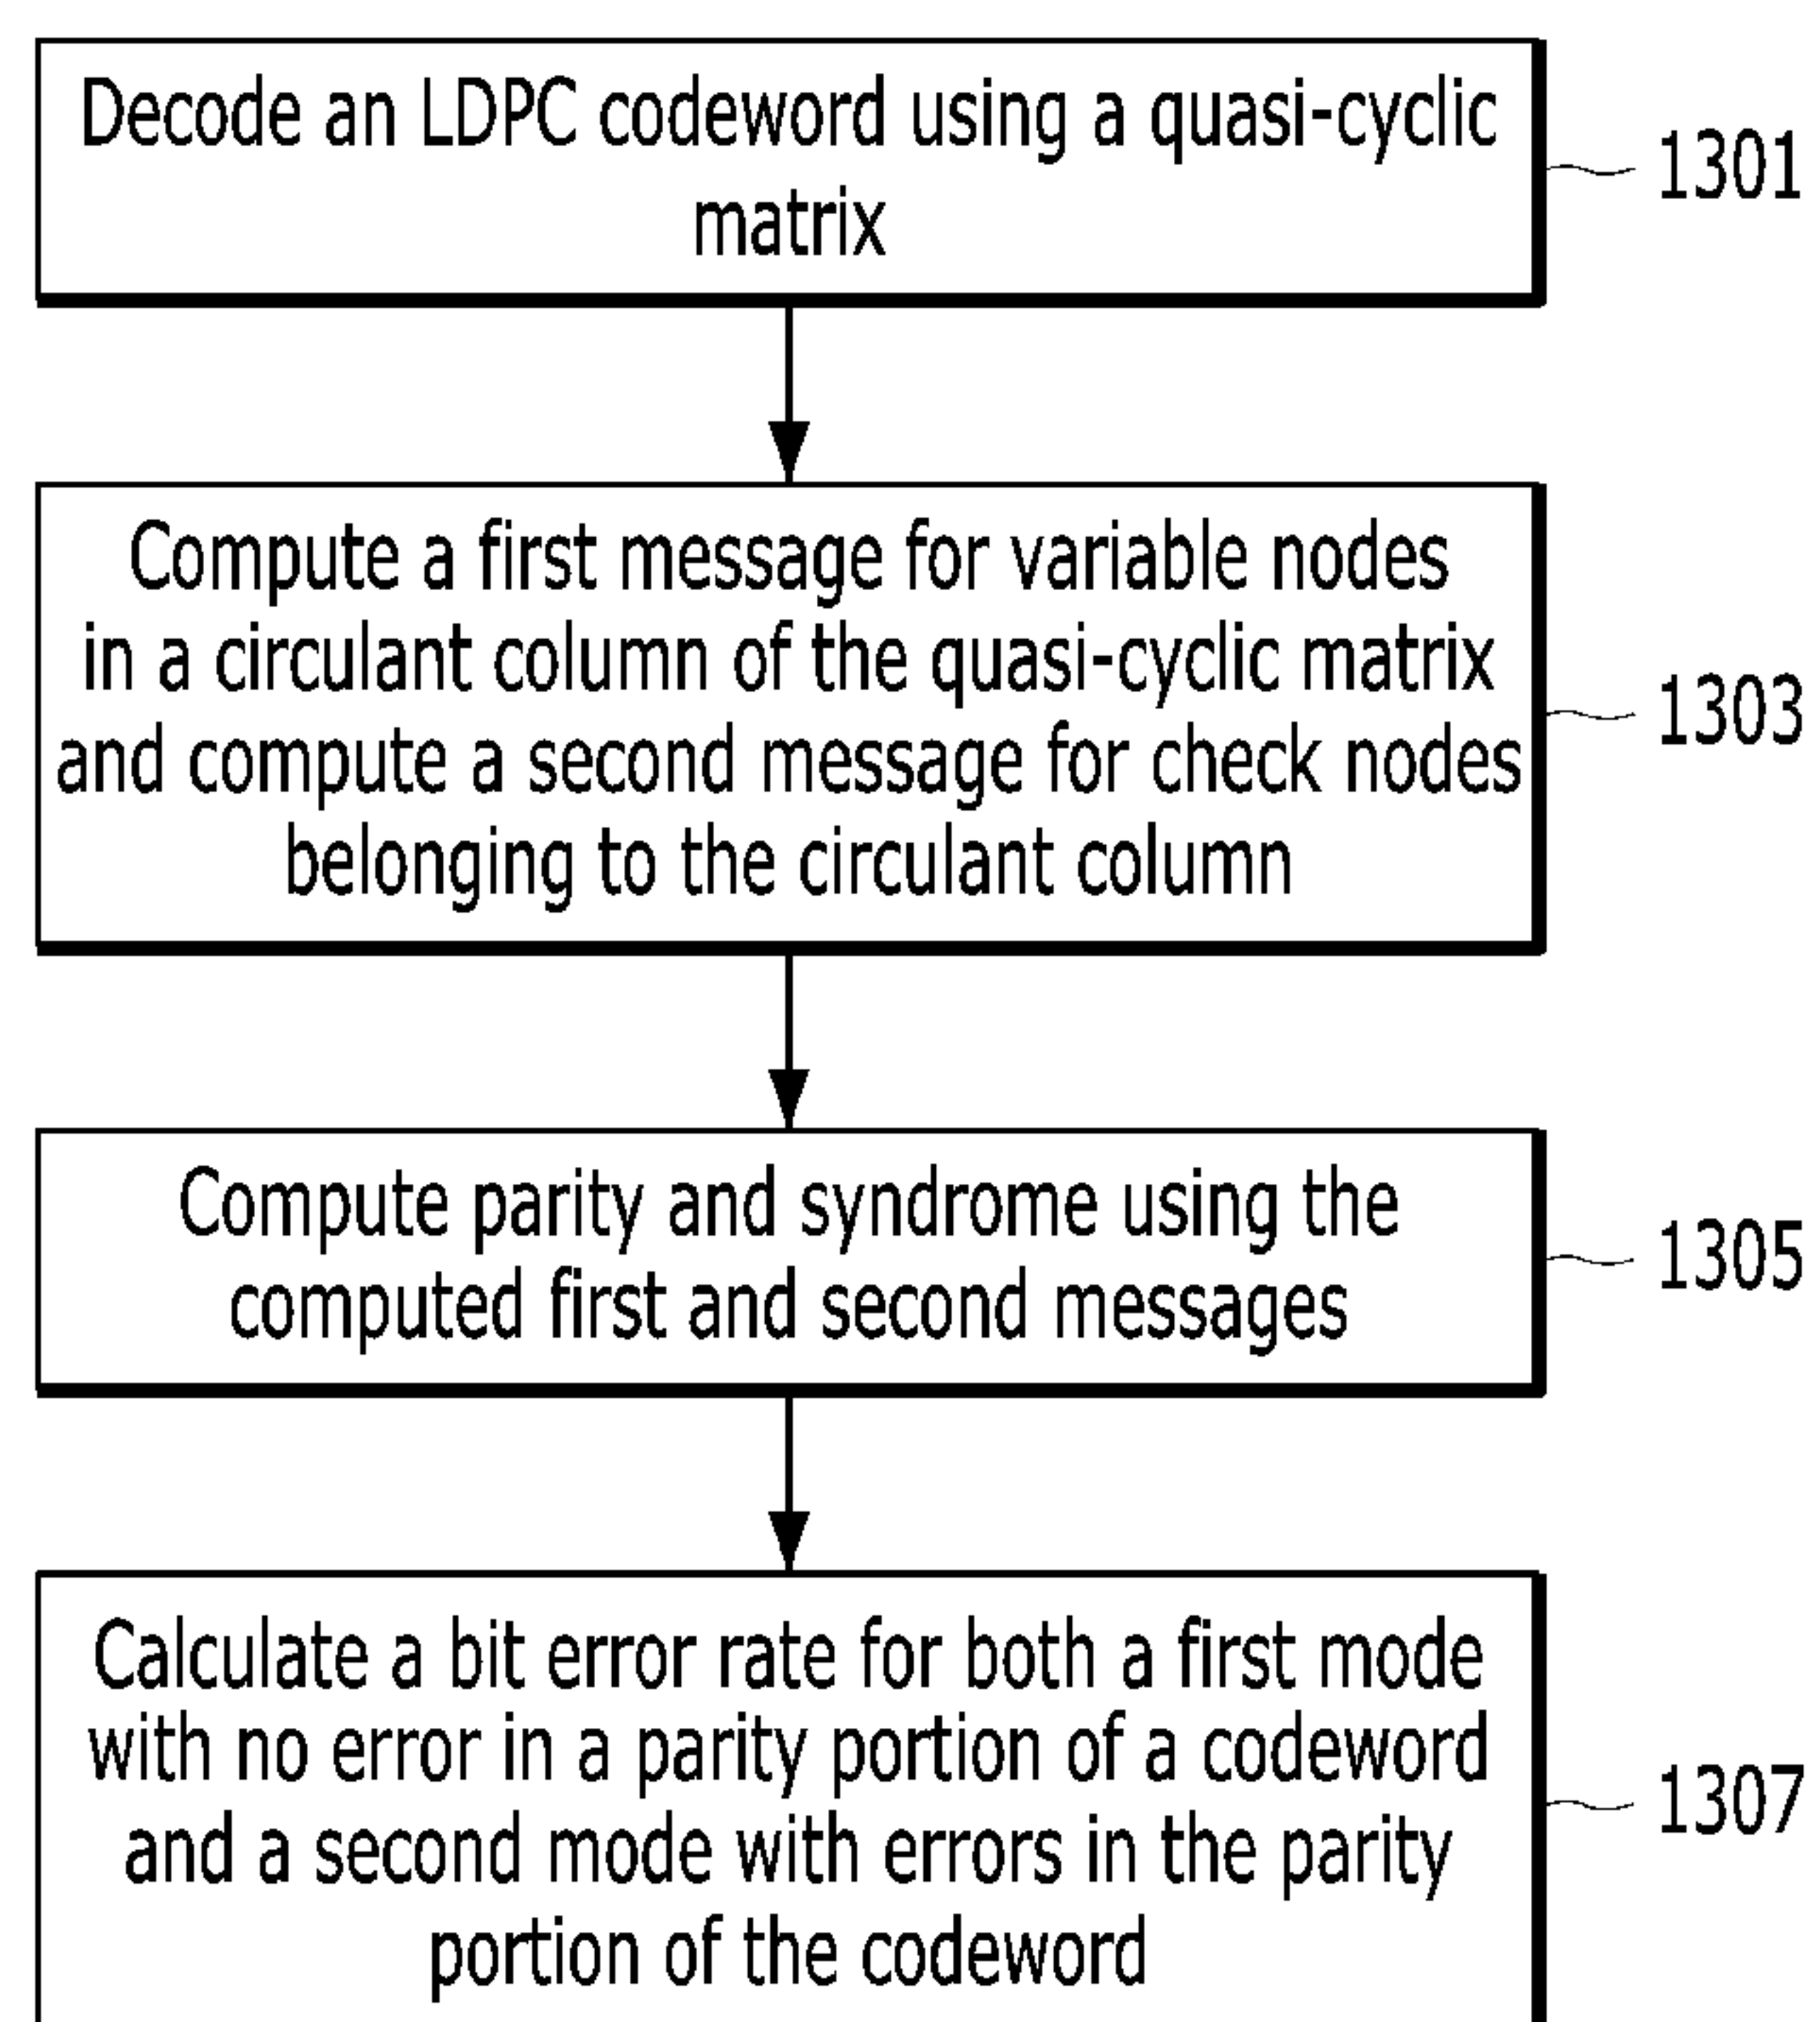 Decode an LDPC codeword using a quasi-cyclic
matrix
1301
Compute a first message for variable nodes
in a circulant column of the quasi-cyclic matrix
and compute a second message for check nodes
belonging to the circulant column
1303
Compute parity and syndrome using the
computed first and second messages
1305
Calculate a bit error rate for both a first mode
with no error in a parity portion of a codeword
and a second mode with errors in the parity
portion of the codeword
1307